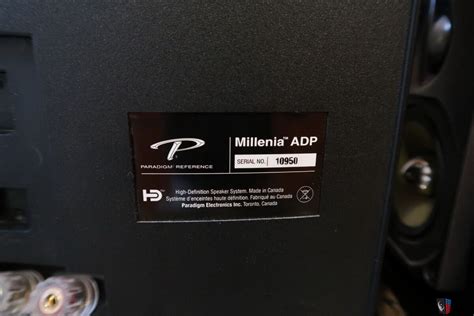 P
PARADIGM REFERENCE
Millenia™ ADP
SERIAL NO. 10950
HD
High-Definition Speaker System. Made in Canada
Système d'enceintes haute définition. Fabriqué au Canada
Paradigm Electronics Inc. Toronto, Canada